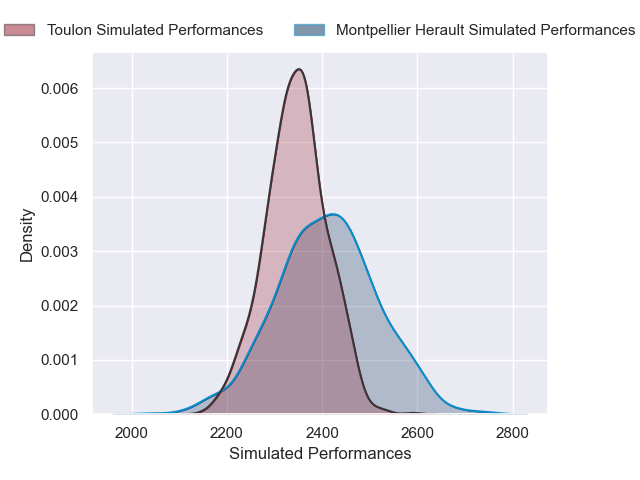 Toulon Simulated Performances
Montpellier Herault Simulated Performances
0.006
0.005
0.004
0.003
0.002
0.001
0.000
Density
2000 2200 2400 2600 2800
Simulated Performances